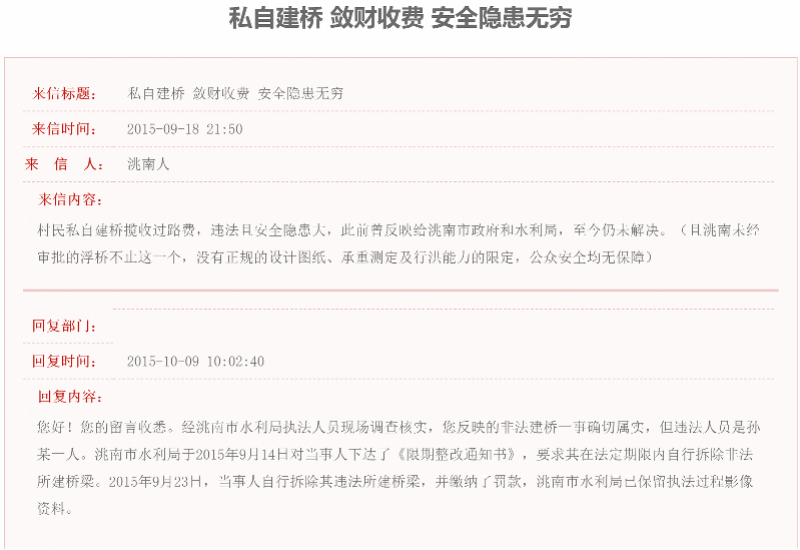 私自建桥 敛财收费 安全隐患无穷
来信标题： 私自建桥 敛财收费 安全隐患无穷
来信时间： 2015-09-18 21:50
来 信 人： 洮南人
来信内容：
村民私自建桥揽收过路费，违法且安全隐患大，此前曾反映给洮南市政府和水利局，至今仍未解决。（且洮南未经
审批的浮桥不止这一个，没有正规的设计图纸、承重测定及行洪能力的限定，公众安全均无保障）
回复部门：
回复时间： 2015-10-09 10:02:40
回复内容：
您好！您的留言收悉。经洮南市水利局执法人员现场调查核实，您反映的非法建桥一事确切属实，但违法人员是孙
某一人。洮南市水利局于2015年9月14日对当事人下达了《限期整改通知书》，要求其在法定期限内自行拆除非法
所建桥梁。2015年9月23日，当事人自行拆除其违法所建桥梁，并缴纳了罚款，洮南市水利局已保留执法过程影像
资料。